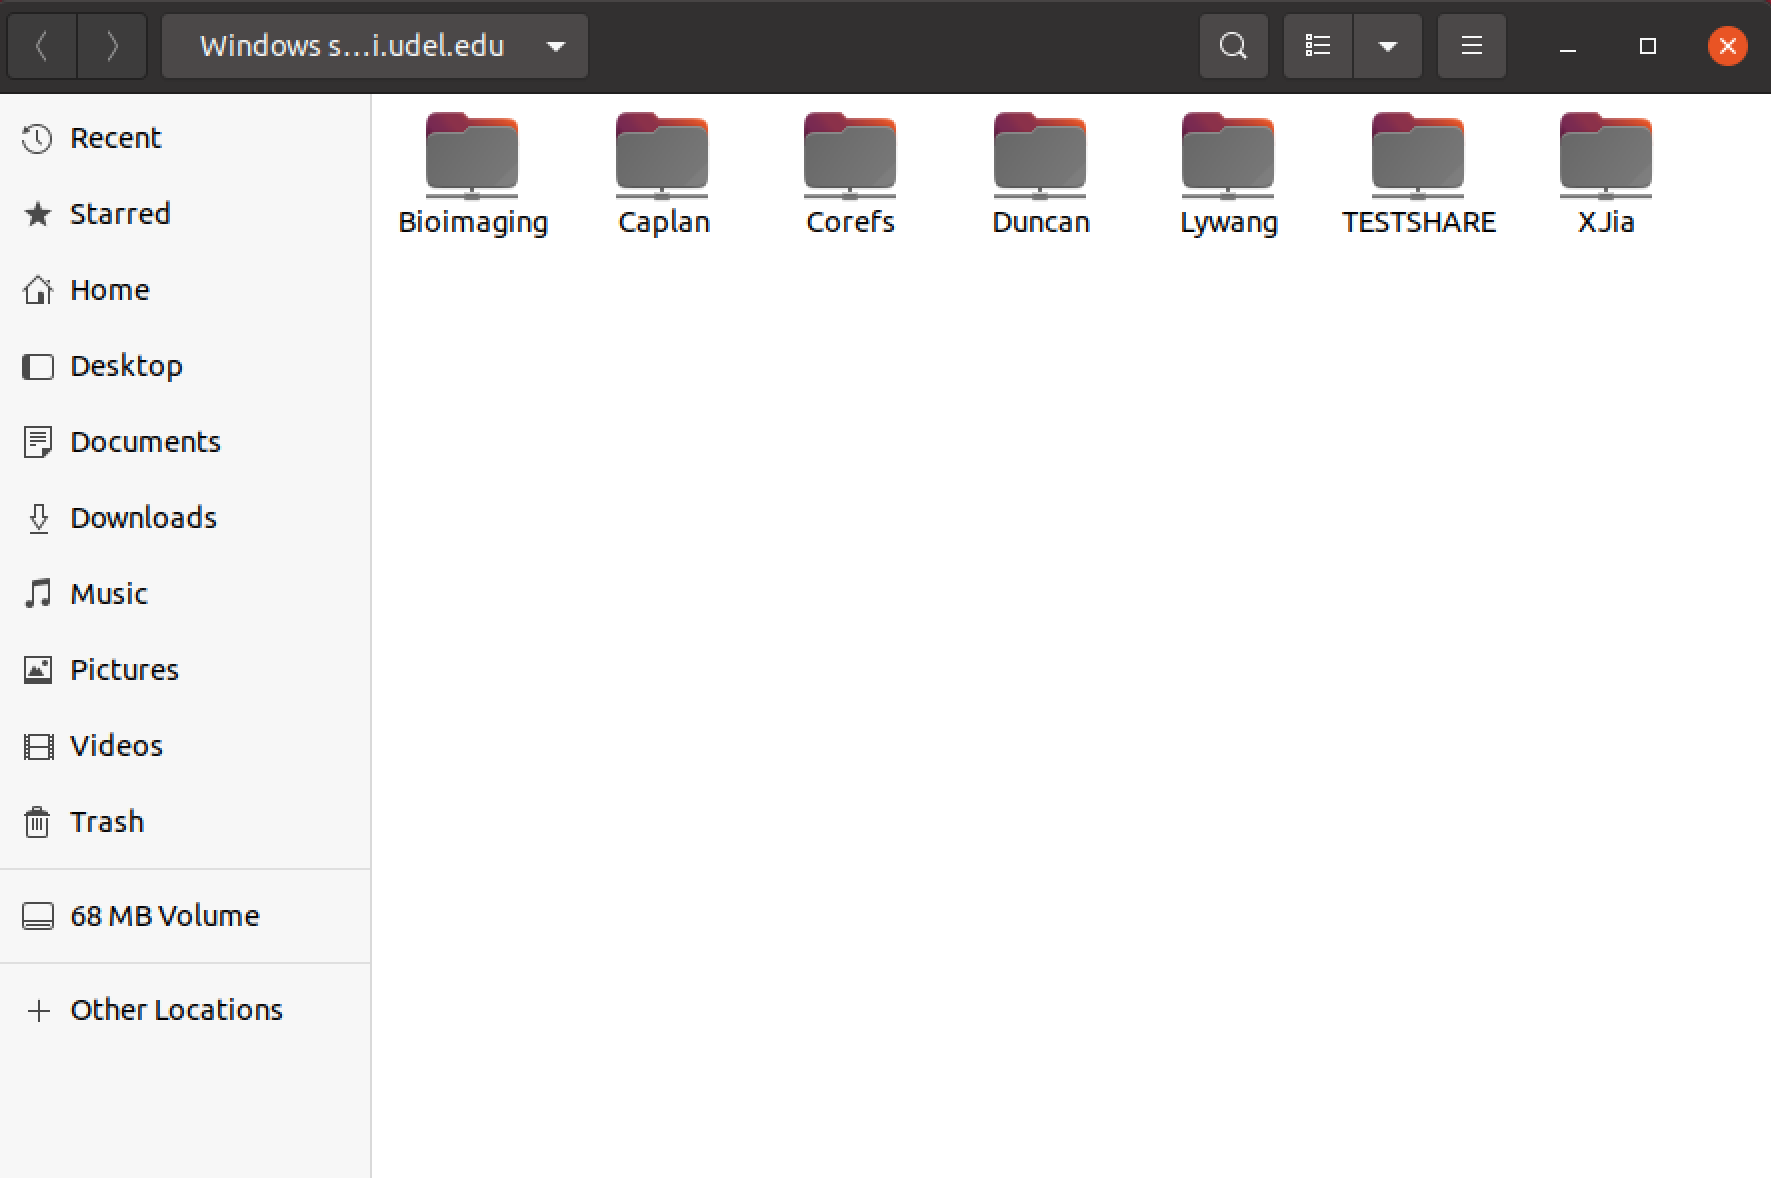 Windows s...i.udel.edu
Recent
Starred
Home
Desktop
Documents
Downloads
Music
Pictures
Videos
Trash
68 MB Volume
Other Locations
Bioimaging
Caplan
Corefs
Duncan
Lywang
TESTSHARE
XJia